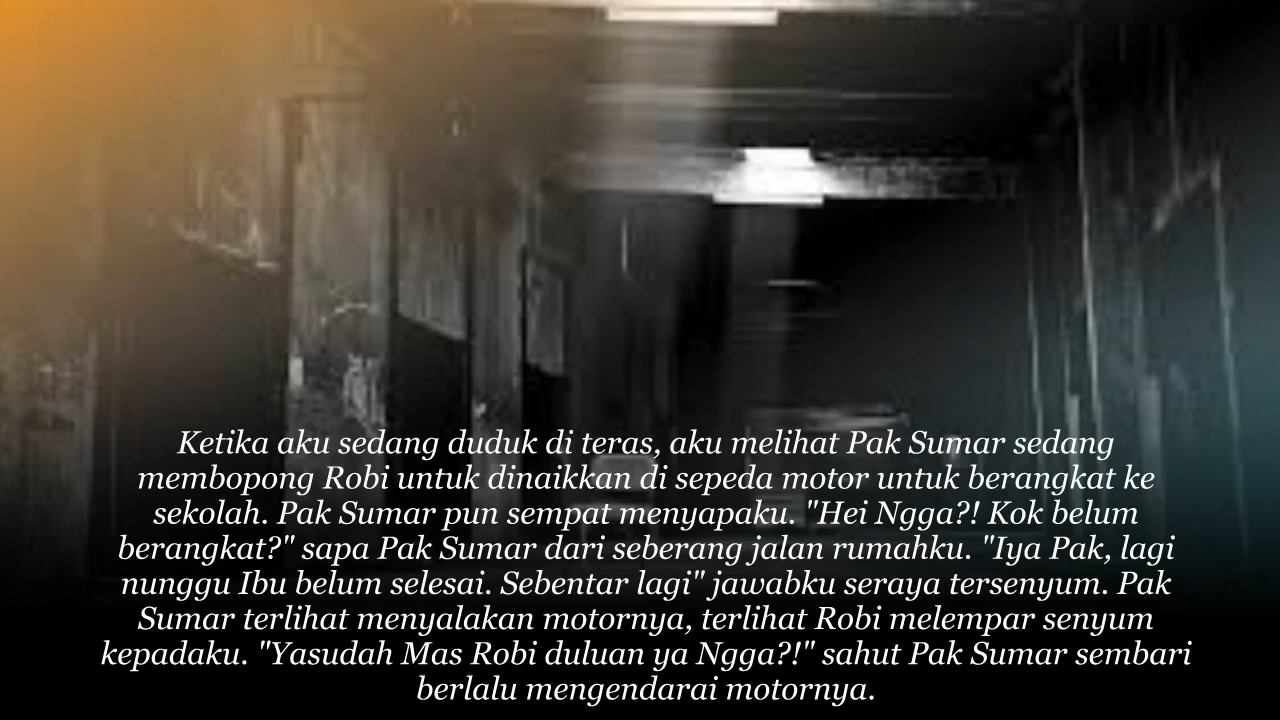 Ketika aku sedang duduk di teras, aku melihat Pak Sumar sedang
membopong Robi untuk dinaikkan di sepeda motor untuk berangkat ke
sekolah. Pak Sumar pun sempat menyapaku. "Hei Ngga?! Kok belum
berangkat?" sapa Pak Sumar dari seberang jalan rumahku. "Iya Pak, lagi
nunggu Ibu belum selesai. Sebentar lagi" jawabku seraya tersenyum. Pak
Sumar terlihat menyalakan motornya, terlihat Robi melempar senyum
kepadaku. "Yasudah Mas Robi duluan ya Ngga?!" sahut Pak Sumar sembari
berlalu mengendarai motornya.